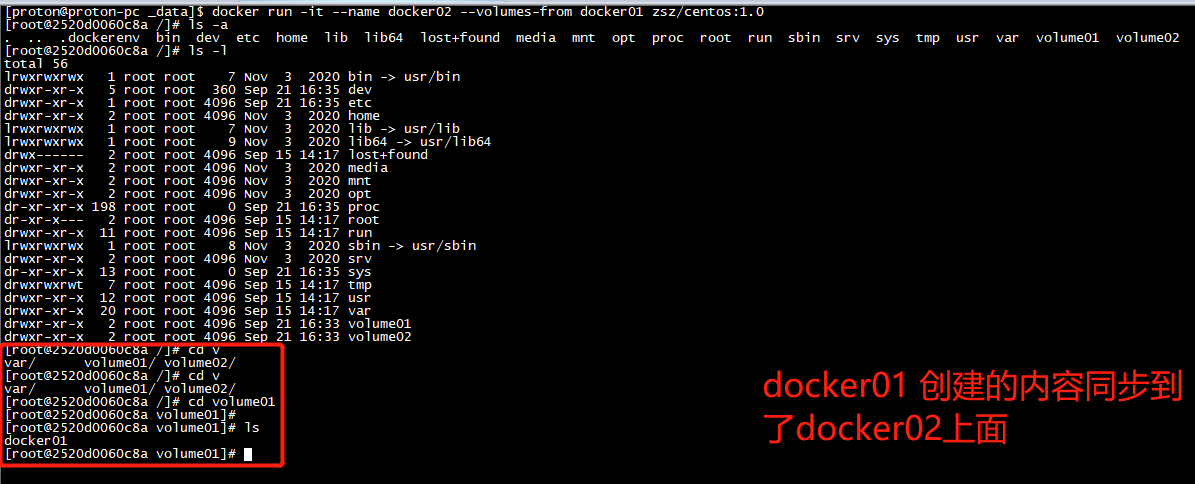 [proton@proton-pc _data]$ docker run -it --name docker02 --volumes-from docker01 zsz/centos:1.0
[root@2520d0060c8a /]# ls -a
.  ..  .dockerenv  bin  dev  etc  home  lib  lib64  lost+found  media  mnt  opt  proc  root  run  sbin  srv  sys  tmp  usr  var  volume01  volume02
[root@2520d0060c8a /]# ls -l
total 56
lrwxrwxrwx   1 root root    7 Nov  3  2020 bin -> usr/bin
drwxr-xr-x   5 root root  360 Sep 21 16:35 dev
drwxr-xr-x   1 root root 4096 Sep 21 16:35 etc
drwxr-xr-x   2 root root 4096 Nov  3  2020 home
lrwxrwxrwx   1 root root    7 Nov  3  2020 lib -> usr/lib
lrwxrwxrwx   1 root root    9 Nov  3  2020 lib64 -> usr/lib64
drwx------   2 root root 4096 Sep 15 14:17 lost+found
drwxr-xr-x   2 root root 4096 Nov  3  2020 media
drwxr-xr-x   2 root root 4096 Nov  3  2020 mnt
drwxr-xr-x   2 root root 4096 Nov  3  2020 opt
dr-xr-xr-x 198 root root    0 Sep 21 16:35 proc
dr-xr-x---   2 root root 4096 Sep 15 14:17 root
drwxr-xr-x  11 root root 4096 Sep 15 14:17 run
lrwxrwxrwx   1 root root    8 Nov  3  2020 sbin -> usr/sbin
drwxr-xr-x   2 root root 4096 Nov  3  2020 srv
dr-xr-xr-x  13 root root    0 Sep 21 16:35 sys
drwxrwxrwt   7 root root 4096 Sep 15 14:17 tmp
drwxr-xr-x  12 root root 4096 Sep 15 14:17 usr
drwxr-xr-x  20 root root 4096 Sep 15 14:17 var
drwxr-xr-x   2 root root 4096 Sep 21 16:33 volume01
drwxr-xr-x   2 root root 4096 Sep 21 16:33 volume02
[root@2520d0060c8a /]# cd v
var/      volume01/ volume02/
[root@2520d0060c8a /]# cd v
var/      volume01/ volume02/
[root@2520d0060c8a /]# cd volume01
[root@2520d0060c8a volume01]#
[root@2520d0060c8a volume01]# ls
docker01
[root@2520d0060c8a volume01]#
docker01 创建的内容同步到
了docker02上面